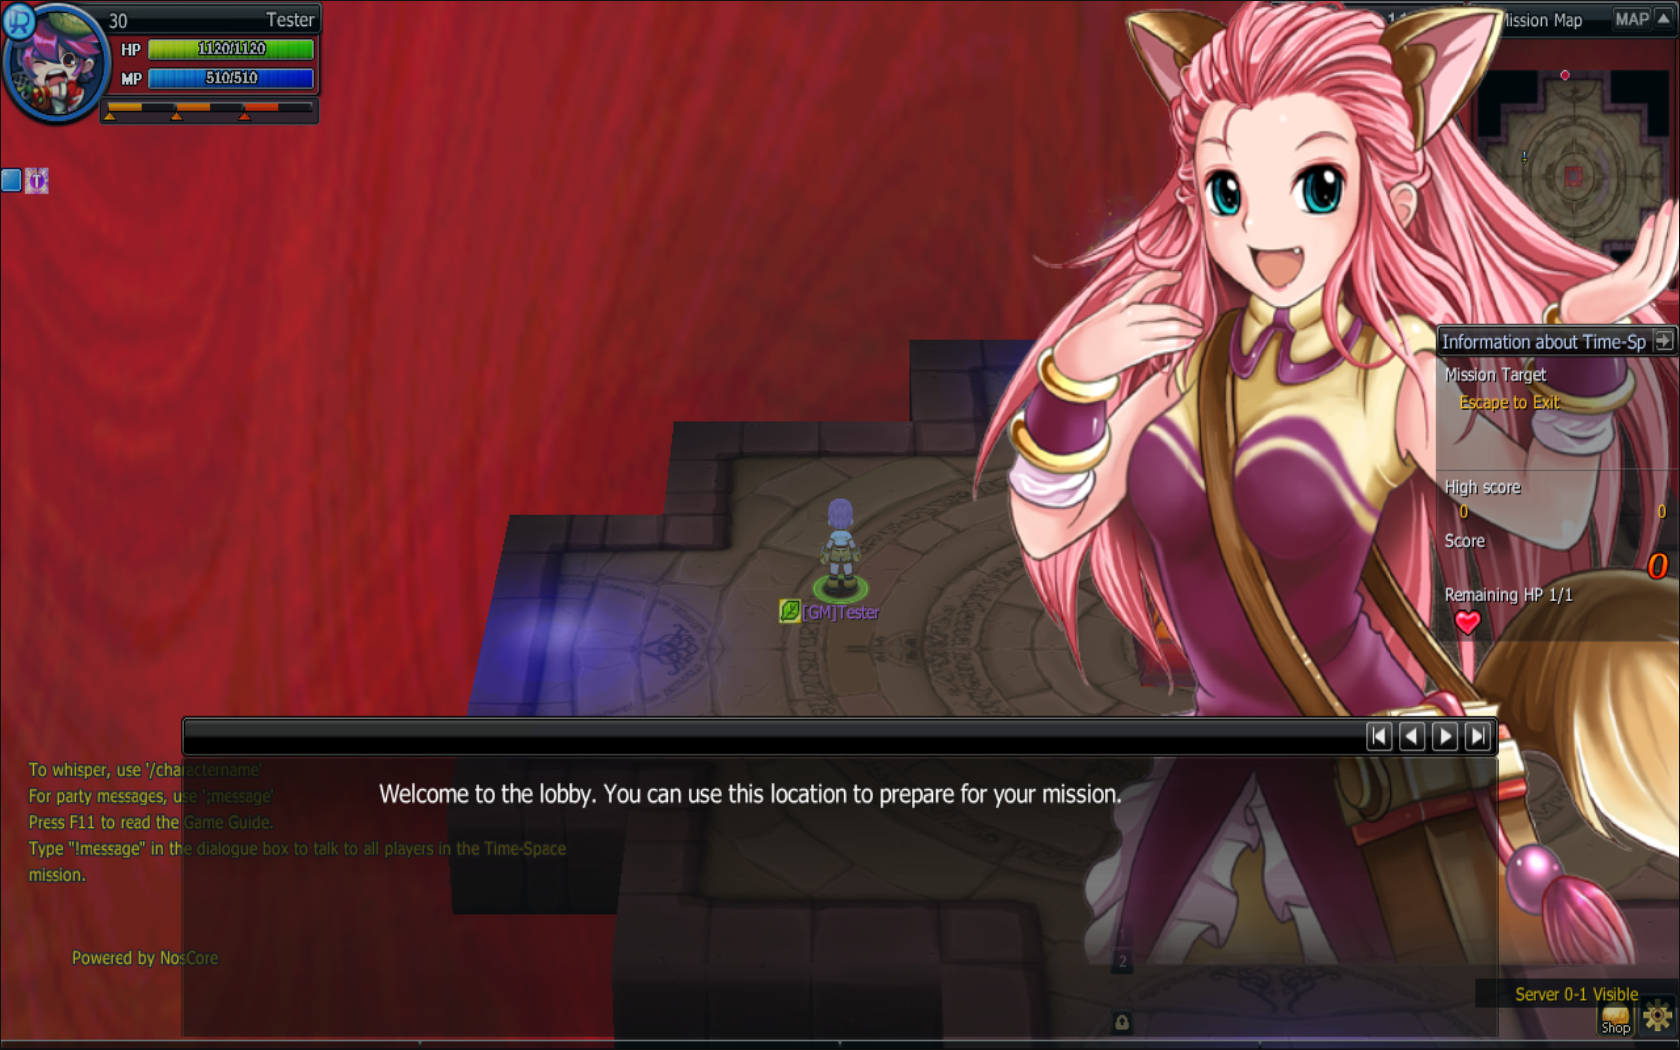 30
Tester
HP
1120/1120
MP
510/510
T
Mission Map
MAP
Information about Time-Sp
Mission Target
Escape to Exit
High score
0
0
Score
0
Remaining HP 1/1
[GM]Tester
Welcome to the lobby. You can use this location to prepare for your mission.
To whisper, use '/charactername'
For party messages, use ';message'
Press F11 to read the Game Guide.
Type "!message" in the dialogue box to talk to all players in the Time-Space
mission.
Powered by NosCore
2
Server 0-1 Visible
Shop